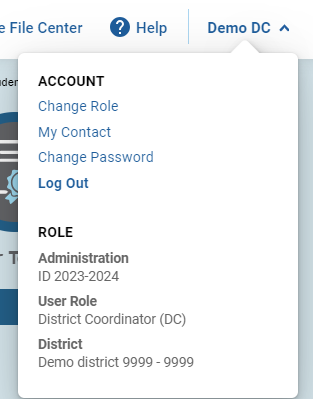 e File Center
Help
Demo DC
ACCOUNT
Change Role
My Contact
Change Password
Log Out
ROLE
Administration
ID 2023-2024
User Role
District Coordinator (DC)
District
Demo district 9999 - 9999